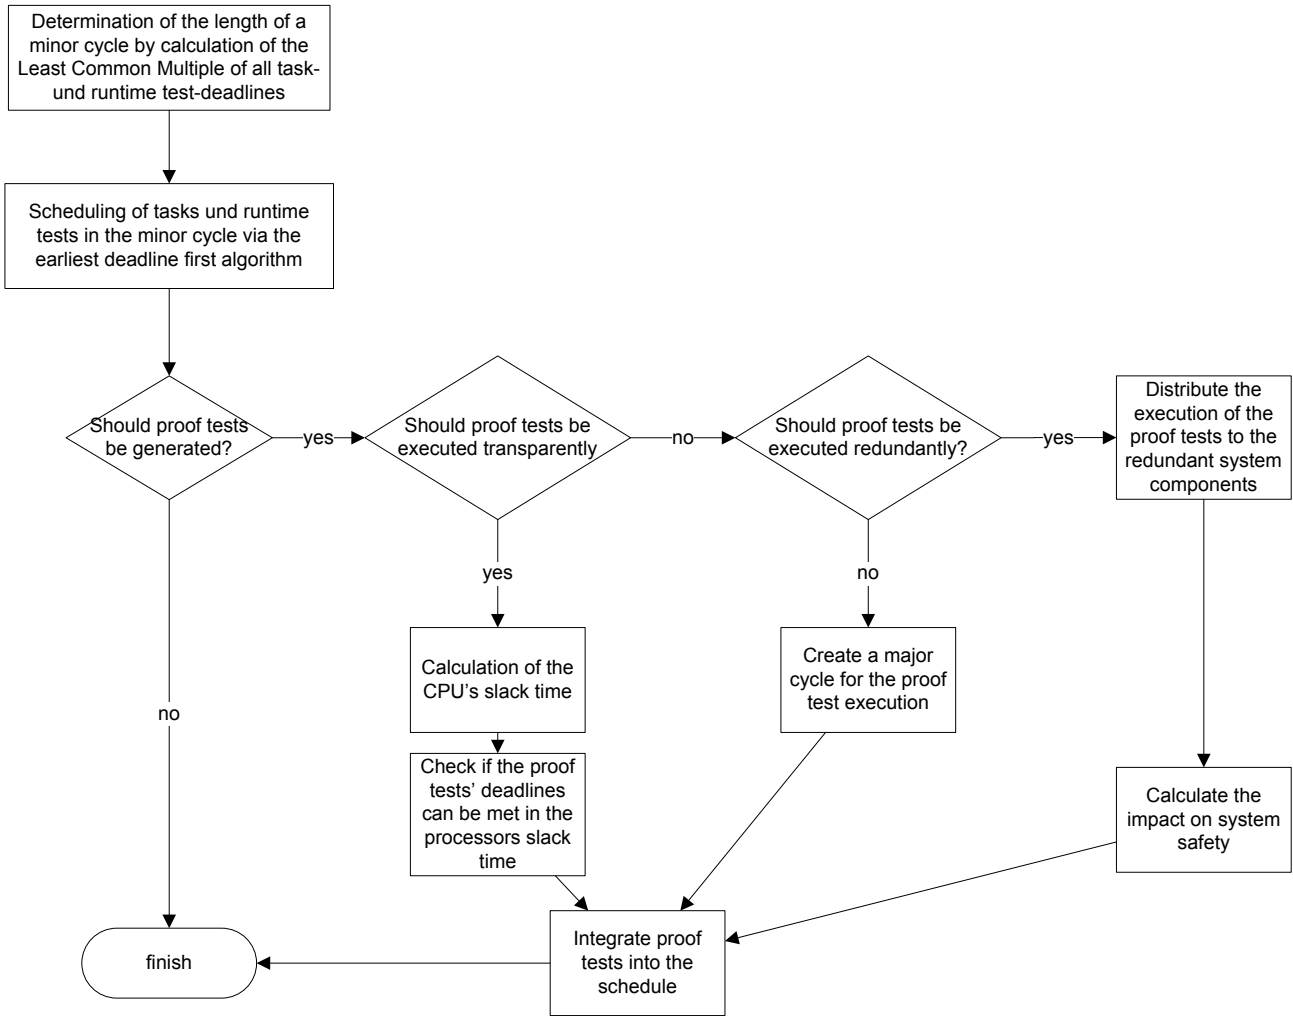 Determination of the length of a
minor cycle by calculation of the
Least Common Multiple of all task-
und runtime test-deadlines
Scheduling of tasks und runtime
tests in the minor cycle via the
earliest deadline first algorithm
Should proof tests
be generated?
yes
Should proof tests be
executed transparently
no
Should proof tests be
executed redundantly?
yes
Distribute the
execution of the
proof tests to the
redundant system
components
yes
no
Calculation of the
CPU’s slack time
Create a major
cycle for the proof
test execution
no
Check if the proof
tests’ deadlines
can be met in the
processors slack
time
Calculate the
impact on system
safety
Integrate proof
tests into the
schedule
finish